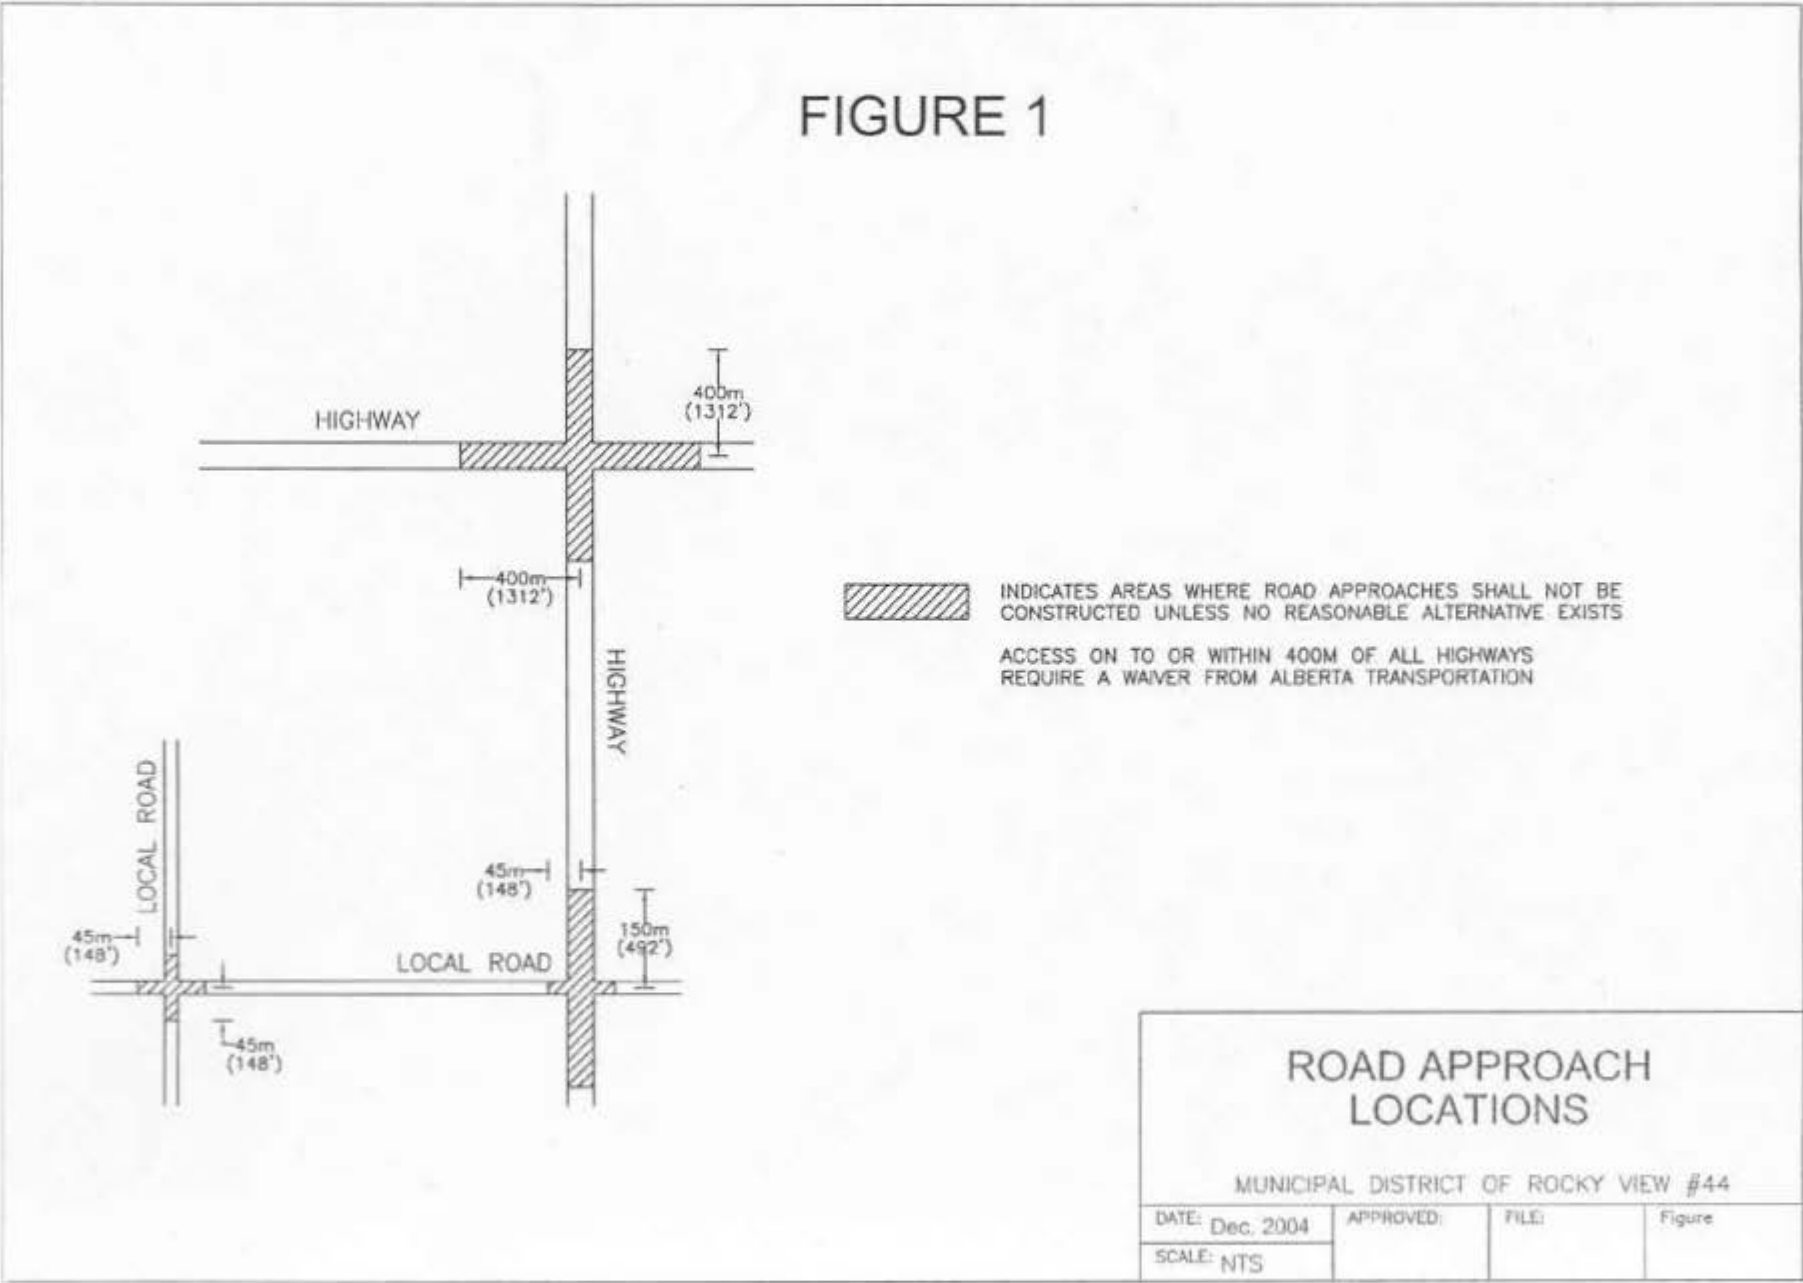 FIGURE 1
400m
(1312')
HIGHWAY
400m
(1312')
INDICATES AREAS WHERE ROAD APPROACHES SHALL NOT BE
CONSTRUCTED UNLESS NO REASONABLE ALTERNATIVE EXISTS
ACCESS ON TO OR WITHIN 400M OF ALL HIGHWAYS
REQUIRE A WAIVER FROM ALBERTA TRANSPORTATION
HIGHWAY
LOCAL ROAD
45m
(148')
150m
(492')
45m
(148')
LOCAL ROAD
45m
(148')
ROAD APPROACH
LOCATIONS
MUNICIPAL DISTRICT OF ROCKY VIEW #44
DATE: Dec. 2004
APPROVED:
FILE:
Figure
SCALE: NTS